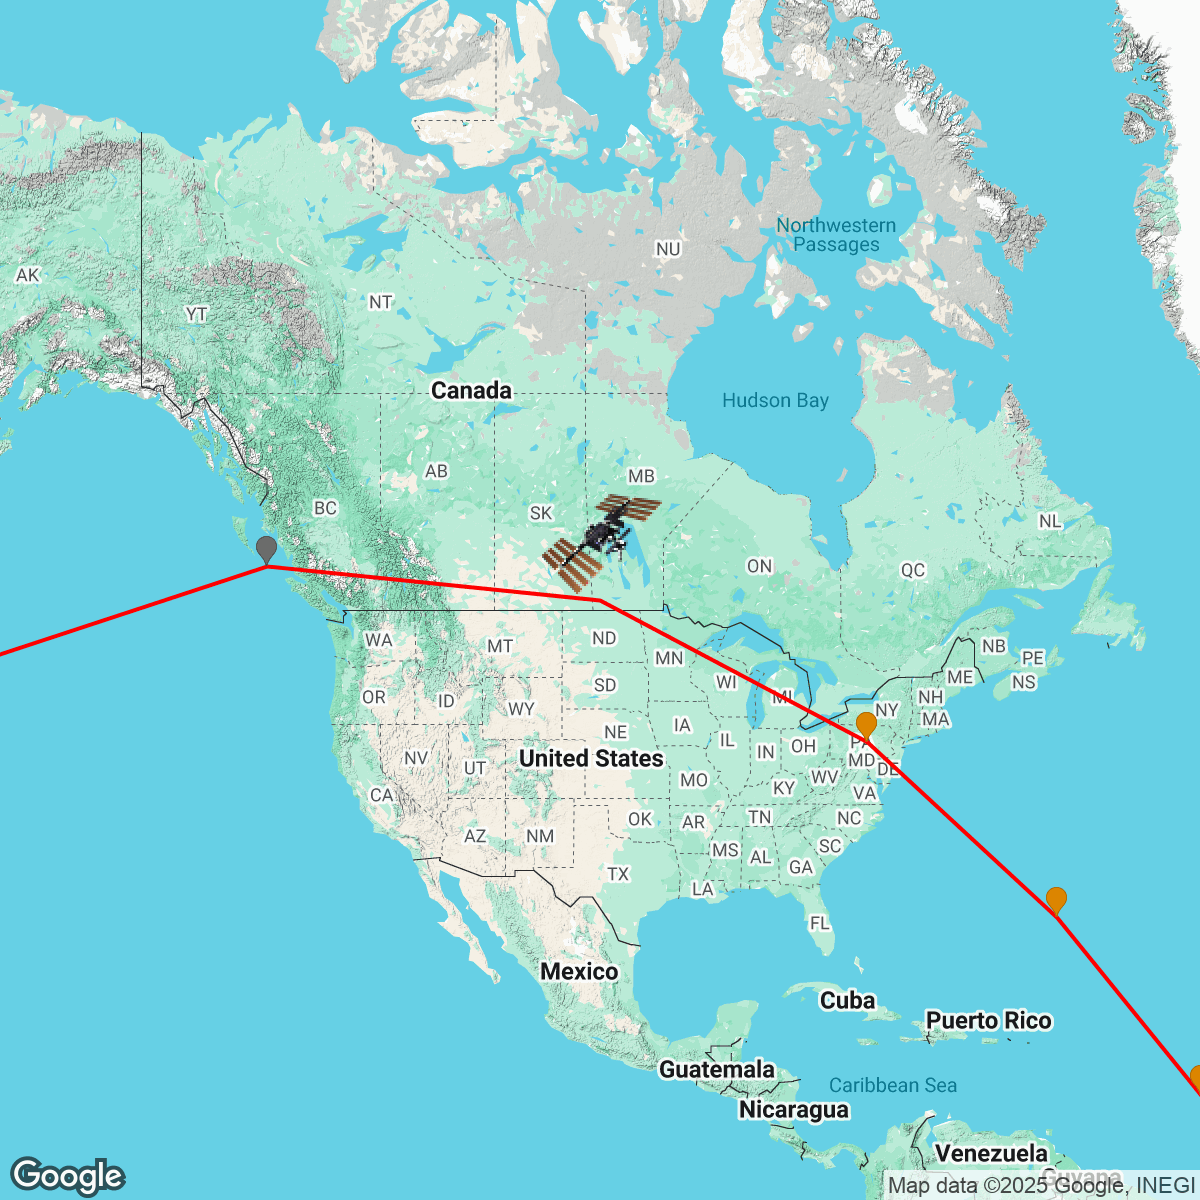 Northwestern
Passages
NU
AK
NT
YT
Canada
Hudson Bay
AB
MB
BC
SK
NL
ON
QC
WA
ND
MT
MN
NB
PE
ME
NS
OR
ID
SD
WI
MI
NH
WY
NY
MA
IA
NE
IL
OH
PA
IN
NV
United States
MD
UT
DE
MO
WV
KY
CA
VA
OK
AR
TN
NC
AZ
NM
SC
MS
AL
GA
TX
LA
FL
Mexico
Cuba
Puerto Rico
Guatemala
Caribbean Sea
Nicaragua
Venezuela
Guyana
Google
Map data ©2025 Google, INEGI